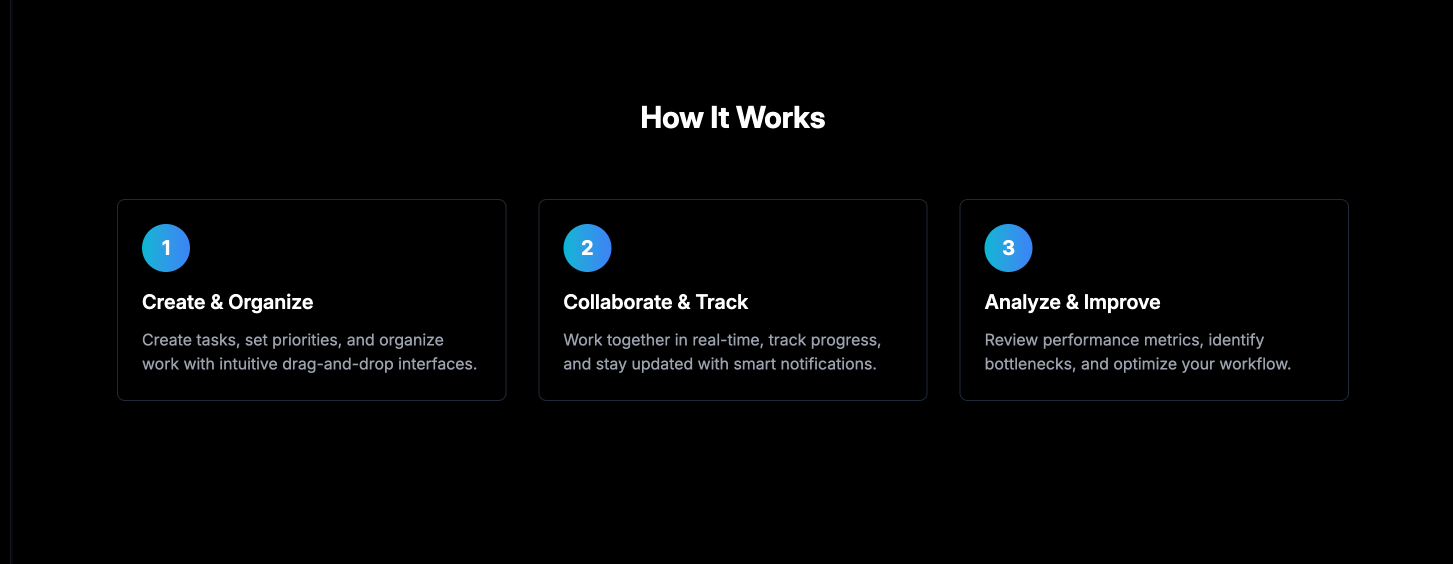 How It Works
1
Create & Organize
Create tasks, set priorities, and organize
work with intuitive drag-and-drop interfaces.
2
Collaborate & Track
Work together in real-time, track progress,
and stay updated with smart notifications.
3
Analyze & Improve
Review performance metrics, identify
bottlenecks, and optimize your workflow.